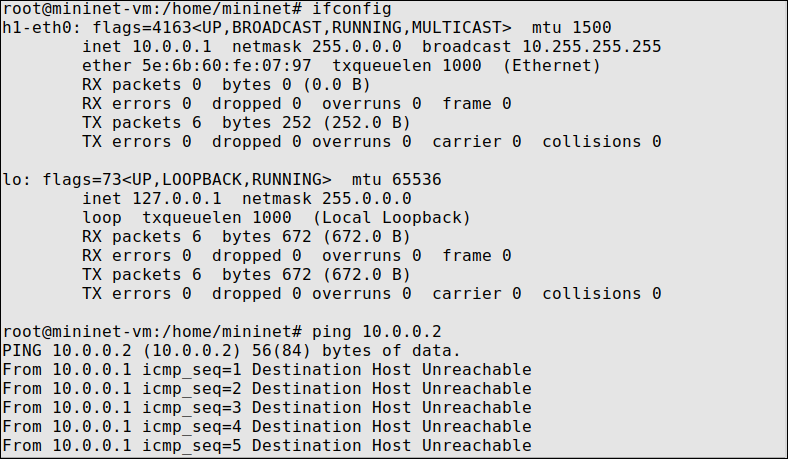 root@mininet-vm:/home/mininet# ifconfig
h1-eth0: flags=4163<UP,BROADCAST,RUNNING,MULTICAST>  mtu 1500
        inet 10.0.0.1  netmask 255.0.0.0  broadcast 10.255.255.255
        ether 5e:6b:60:fe:07:97  txqueuelen 1000  (Ethernet)
        RX packets 0  bytes 0 (0.0 B)
        RX errors 0  dropped 0  overruns 0  frame 0
        TX packets 6  bytes 252 (252.0 B)
        TX errors 0  dropped 0 overruns 0  carrier 0  collisions 0

lo: flags=73<UP,LOOPBACK,RUNNING>  mtu 65536
        inet 127.0.0.1  netmask 255.0.0.0
        loop  txqueuelen 1000  (Local Loopback)
        RX packets 6  bytes 672 (672.0 B)
        RX errors 0  dropped 0  overruns 0  frame 0
        TX packets 6  bytes 672 (672.0 B)
        TX errors 0  dropped 0 overruns 0  carrier 0  collisions 0

root@mininet-vm:/home/mininet# ping 10.0.0.2
PING 10.0.0.2 (10.0.0.2) 56(84) bytes of data.
From 10.0.0.1 icmp_seq=1 Destination Host Unreachable
From 10.0.0.1 icmp_seq=2 Destination Host Unreachable
From 10.0.0.1 icmp_seq=3 Destination Host Unreachable
From 10.0.0.1 icmp_seq=4 Destination Host Unreachable
From 10.0.0.1 icmp_seq=5 Destination Host Unreachable